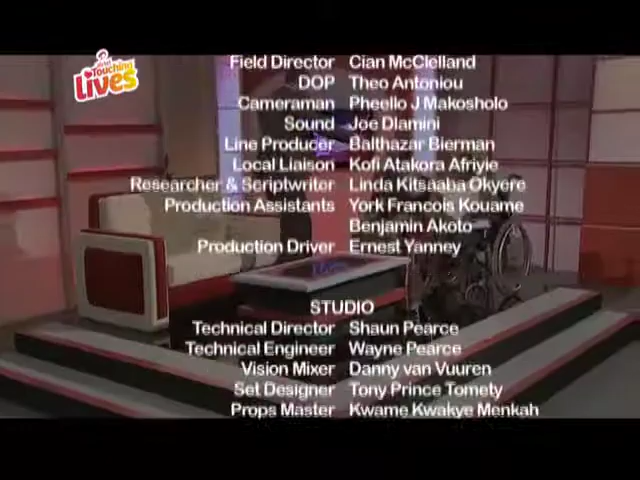 airtel
Touching
Lives
Field Director Cian McClelland
DOP Theo Antoniou
Cameraman Pheello J Makosholo
Sound Joe Dlamini
Line Producer Balthazar Bierman
Local Liaison Kofi Atakora Afriyie
Researcher & Scriptwriter Linda Kitsaaba Okyere
Production Assistants York Francois Kouame
Benjamin Akoto
Production Driver Ernest Yanney
STUDIO
Technical Director Shaun Pearce
Technical Engineer Wayne Pearce
Vision Mixer Danny van Vuuren
Set Designer Tony Prince Tomety
Props Master Kwame Kwakye Menkah